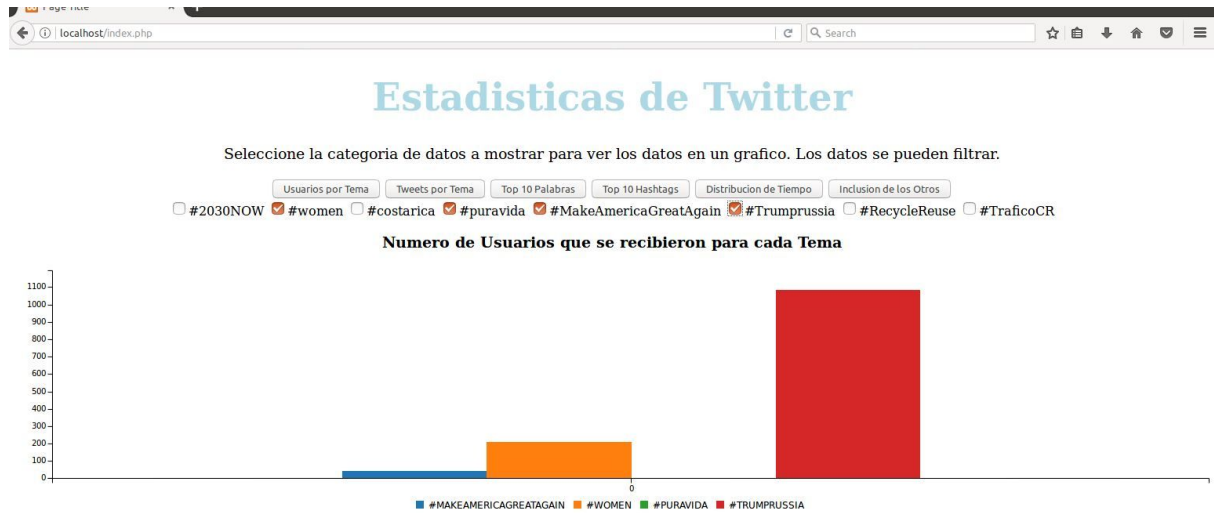 Page Title
localhost/index.php
Search
Estadisticas de Twitter
Seleccione la categoria de datos a mostrar para ver los datos en un grafico. Los datos se pueden filtrar.
Usuarios por Tema Tweets por Tema Top 10 Palabras Top 10 Hashtags Distribucion de Tiempo Inclusion de los Otros
#2030NOW #women #costarica #puravida #MakeAmericaGreatAgain #Trumprussia #RecycleReuse #TraficoCR
Numero de Usuarios que se recibieron para cada Tema
1100
1000
900
800
700
600
500
400
300
200
100
0
0
#MAKEAMERICAGREATAGAIN #WOMEN #PURAVIDA #TRUMPRUSSIA